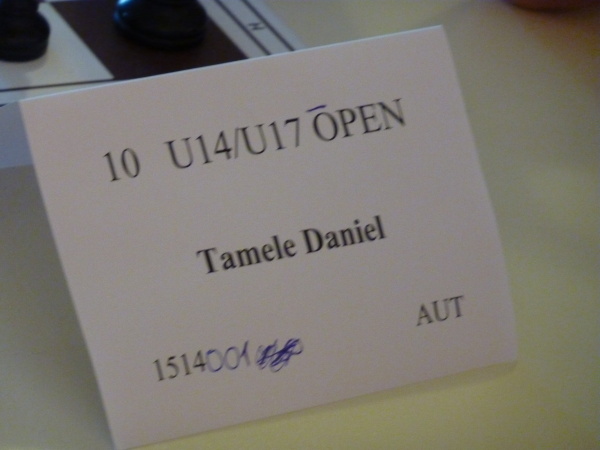 10 U14/U17 OPEN
Tamele Daniel
AUT
1514001